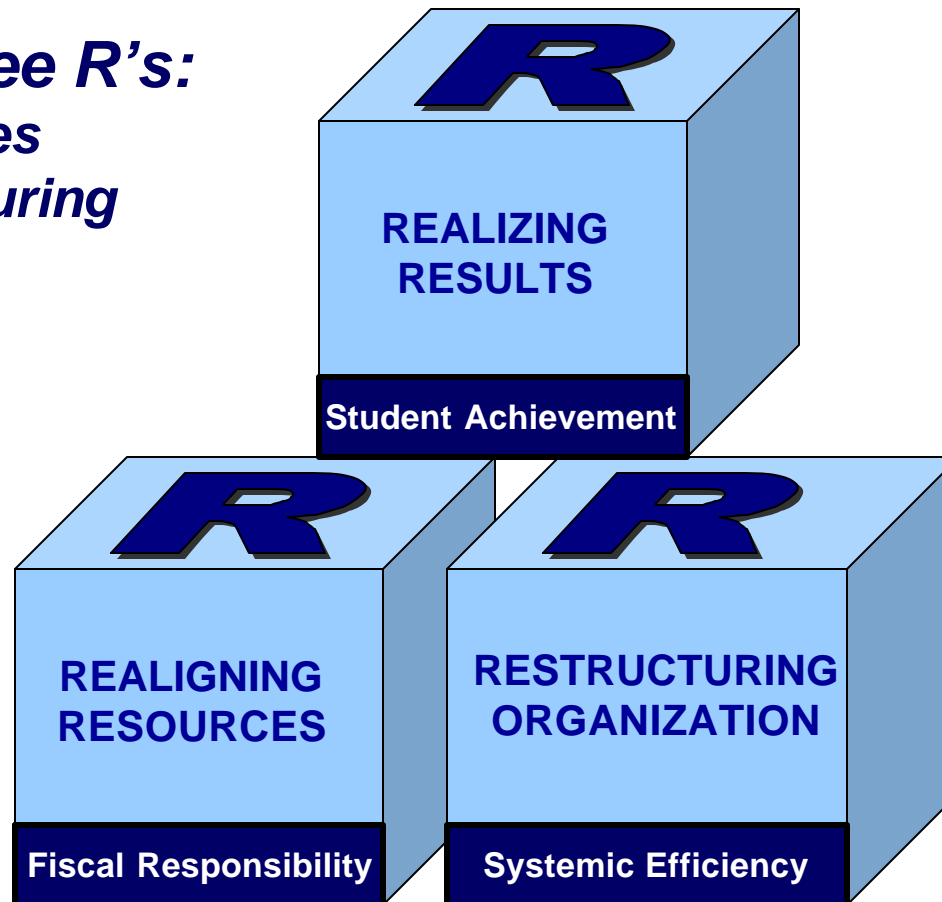 ee R's:
es
uring
R
REALIZING
RESULTS
Student Achievement
R
REALIGNING
RESOURCES
Fiscal Responsibility
R
RESTRUCTURING
ORGANIZATION
Systemic Efficiency